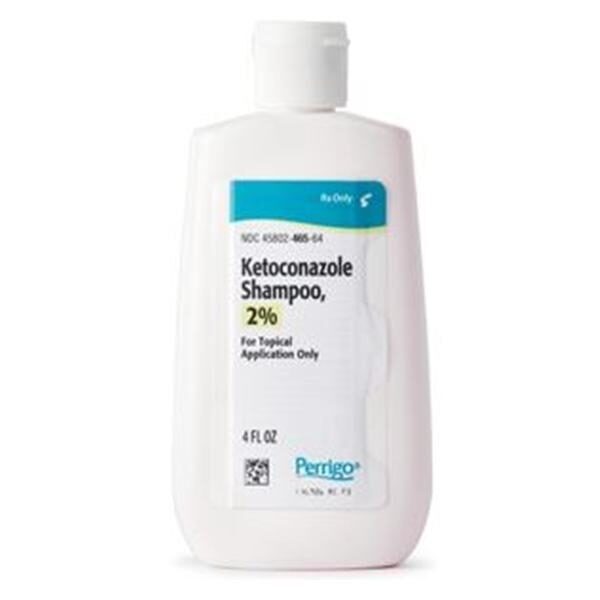 Rx Only
NDC 45802-465-64
Ketoconazole
Shampoo,
2%
For Topical
Application Only
4 FL OZ
Perrigo®